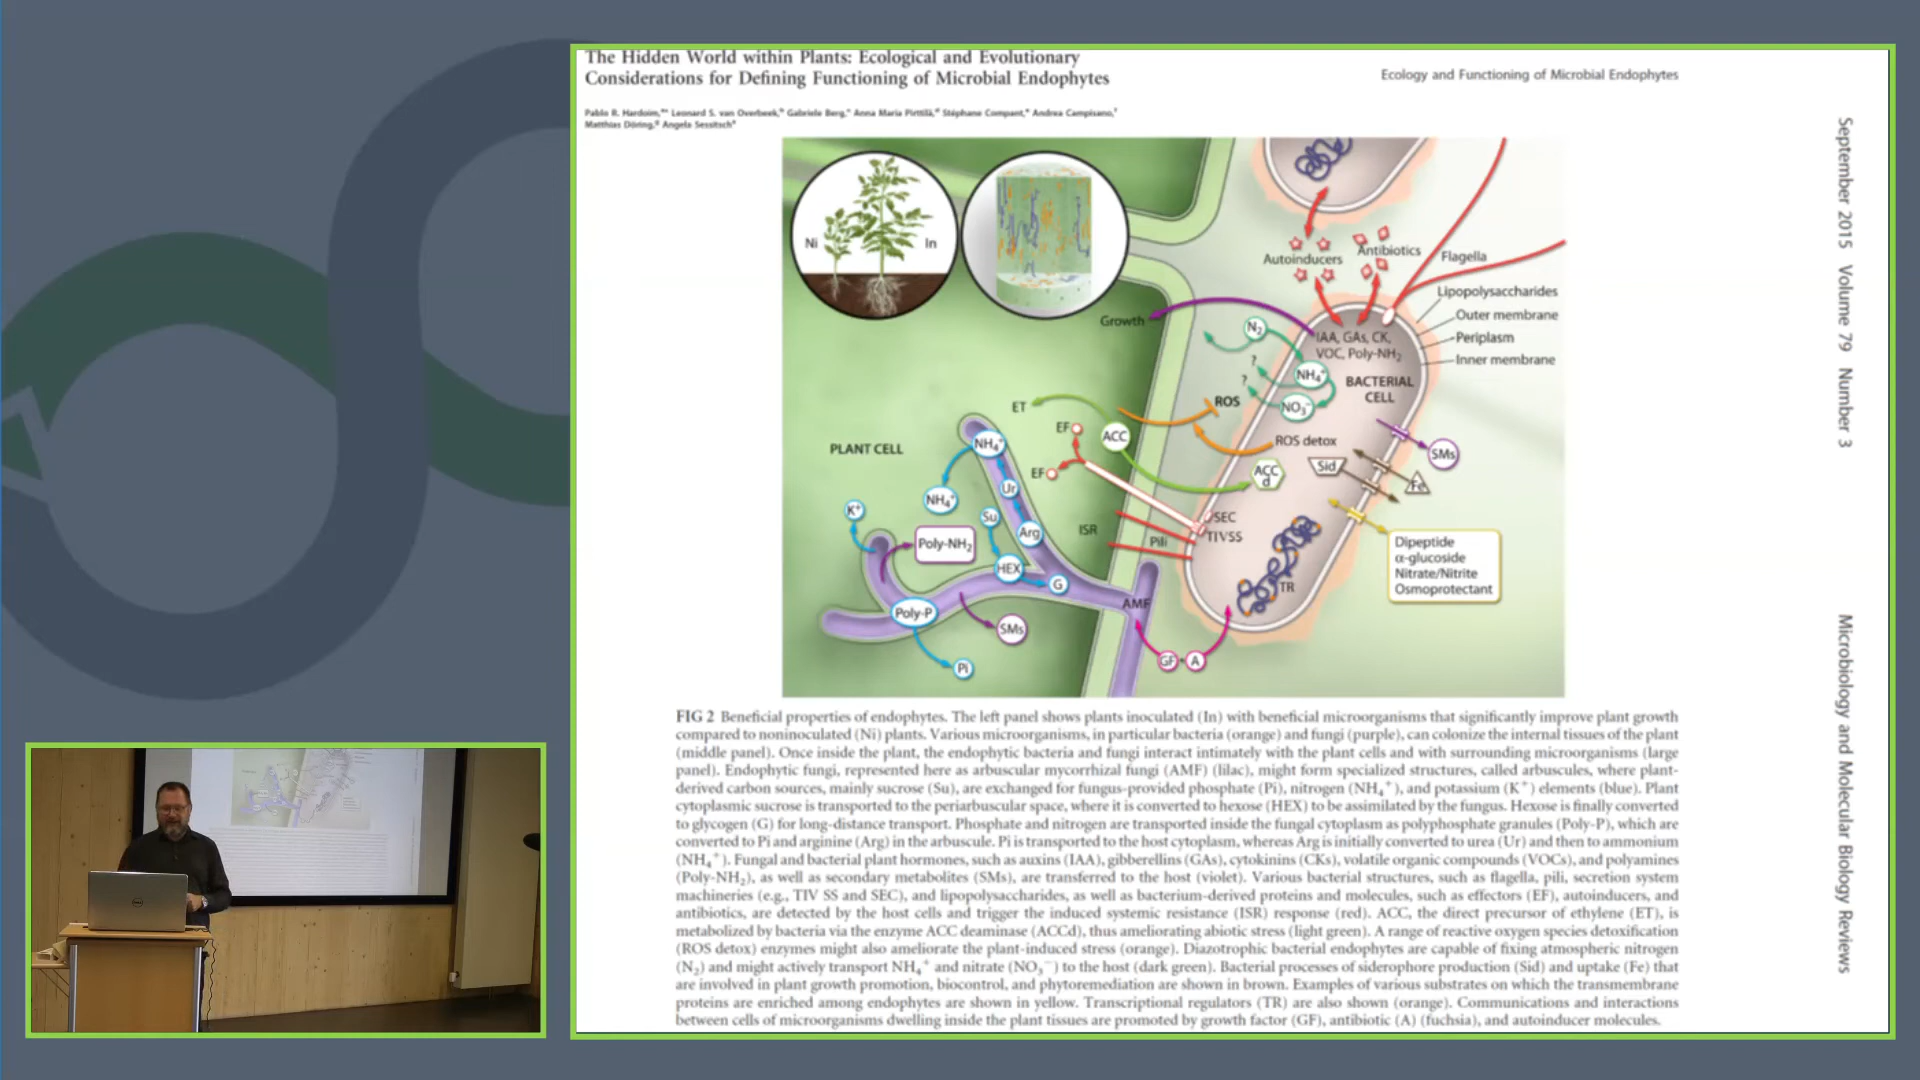 The Hidden World within Plants: Ecological and Evolutionary
Considerations for Defining Functioning of Microbial Endophytes
Ecology and Functioning of Microbial Endophytes
Pablo R. Hardoim, Leonard S. van Overbeek, Gabriele Berg, Anna Maria Pirttilä, Stéphane Compant, Andrea Campisano,
Matthias Döring, Angela Sessitsch
September 2015 Volume 79 Number 3
Microbiology and Molecular Biology Reviews
Ni
In
Autoinducers
Antibiotics
Flagella
Lipopolysaccharides
Outer membrane
Periplasm
Inner membrane
Growth
N₂
IAA, GAs, CK,
VOC, Poly-NH₂
?
NH₄⁺
BACTERIAL
CELL
?
NO₃⁻
ROS
ET
EF
ACC
ROS detox
PLANT CELL
NH₄⁺
SMs
Sid
Fe
EF
ACC
d
Ur
NH₄⁺
K⁺
Su
Arg
ISR
SEC
TIVSS
Pili
Poly-NH₂
Dipeptide
α-glucoside
Nitrate/Nitrite
Osmoprotectant
HEX
G
TR
AMF
Poly-P
SMs
Pi
GF
A
FIG 2 Beneficial properties of endophytes. The left panel shows plants inoculated (In) with beneficial microorganisms that significantly improve plant growth
compared to noninoculated (Ni) plants. Various microorganisms, in particular bacteria (orange) and fungi (purple), can colonize the internal tissues of the plant
(middle panel). Once inside the plant, the endophytic bacteria and fungi interact intimately with the plant cells and with surrounding microorganisms (large
panel). Endophytic fungi, represented here as arbuscular mycorrhizal fungi (AMF) (lilac), might form specialized structures, called arbuscules, where plant-
derived carbon sources, mainly sucrose (Su), are exchanged for fungus-provided phosphate (Pi), nitrogen (NH₄⁺), and potassium (K⁺) elements (blue). Plant
cytoplasmic sucrose is transported to the periarbuscular space, where it is converted to hexose (HEX) to be assimilated by the fungus. Hexose is finally converted
to glycogen (G) for long-distance transport. Phosphate and nitrogen are transported inside the fungal cytoplasm as polyphosphate granules (Poly-P), which are
converted to Pi and arginine (Arg) in the arbuscule. Pi is transported to the host cytoplasm, whereas Arg is initially converted to urea (Ur) and then to ammonium
(NH₄⁺). Fungal and bacterial plant hormones, such as auxins (IAA), gibberellins (GAs), cytokinins (CKs), volatile organic compounds (VOCs), and polyamines
(Poly-NH₂), as well as secondary metabolites (SMs), are transferred to the host (violet). Various bacterial structures, such as flagella, pili, secretion system
machineries (e.g., TIV SS and SEC), and lipopolysaccharides, as well as bacterium-derived proteins and molecules, such as effectors (EF), autoinducers, and
antibiotics, are detected by the host cells and trigger the induced systemic resistance (ISR) response (red). ACC, the direct precursor of ethylene (ET), is
metabolized by bacteria via the enzyme ACC deaminase (ACCd), thus ameliorating abiotic stress (light green). A range of reactive oxygen species detoxification
(ROS detox) enzymes might also ameliorate the plant-induced stress (orange). Diazotrophic bacterial endophytes are capable of fixing atmospheric nitrogen
(N₂) and might actively transport NH₄⁺ and nitrate (NO₃⁻) to the host (dark green). Bacterial processes of siderophore production (Sid) and uptake (Fe) that
are involved in plant growth promotion, biocontrol, and phytoremediation are shown in brown. Examples of various substrates on which the transmembrane
proteins are enriched among endophytes are shown in yellow. Transcriptional regulators (TR) are also shown (orange). Communications and interactions
between cells of microorganisms dwelling inside the plant tissues are promoted by growth factor (GF), antibiotic (A) (fuchsia), and autoinducer molecules.